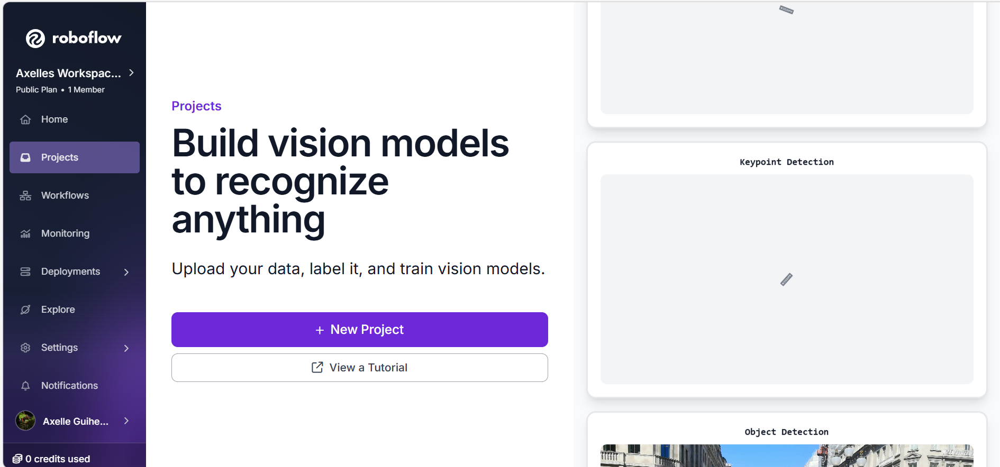 roboflow
Axelles Workspac...
Public Plan • 1 Member
Home
Projects
Workflows
Monitoring
Deployments
Explore
Settings
Notifications
Axelle Guihe...
0 credits used
Projects
Build vision models
to recognize
anything
Upload your data, label it, and train vision models.
+ New Project
View a Tutorial
Keypoint Detection
Object Detection